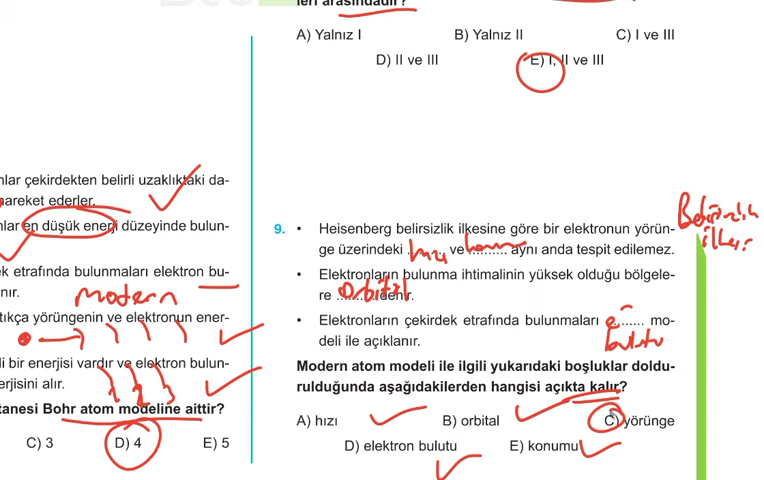 nlar çekirdekten belirli uzaklıktaki da-
hareket ederler.
nlar en düşük enerji düzeyinde bulun-
ek etrafında bulunmaları elektron bu-
nır.
modern
tıkça yörüngenin ve elektronun ener-
li bir enerjisi vardır ve elektron bulun-
erjisini alır.
tanesi Bohr atom modeline aittir?
C) 3 D) 4 E) 5
leri arasındadır?
A) Yalnız I B) Yalnız II C) I ve III
D) II ve III E) I, II ve III
9. • Heisenberg belirsizlik ilkesine göre bir elektronun yörün-
ge üzerindeki hızı ve konum aynı anda tespit edilemez.
• Elektronların bulunma ihtimalinin yüksek olduğu bölgele-
re orbital denir.
• Elektronların çekirdek etrafında bulunmaları e⁻ mo-
bulutu
deli ile açıklanır.
Modern atom modeli ile ilgili yukarıdaki boşluklar doldu-
rulduğunda aşağıdakilerden hangisi açıkta kalır?
A) hızı B) orbital C) yörünge
D) elektron bulutu E) konumu
Belirsizlik